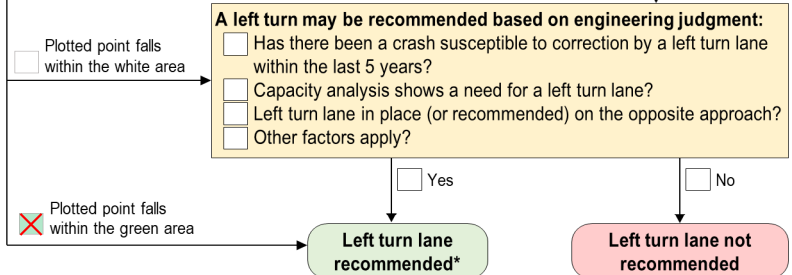 A left turn may be recommended based on engineering judgment:
Has there been a crash susceptible to correction by a left turn lane
within the last 5 years?
Capacity analysis shows a need for a left turn lane?
Left turn lane in place (or recommended) on the opposite approach?
Other factors apply?
Plotted point falls
within the white area
Yes
No
Plotted point falls
within the green area
Left turn lane
recommended*
Left turn lane not
recommended